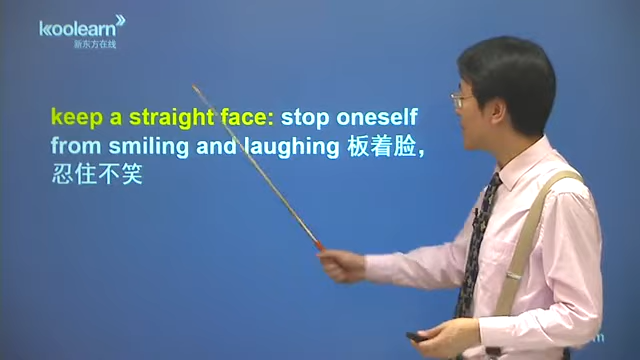 koolearn
新东方在线
keep a straight face: stop oneself
from smiling and laughing 板着脸,
忍住不笑